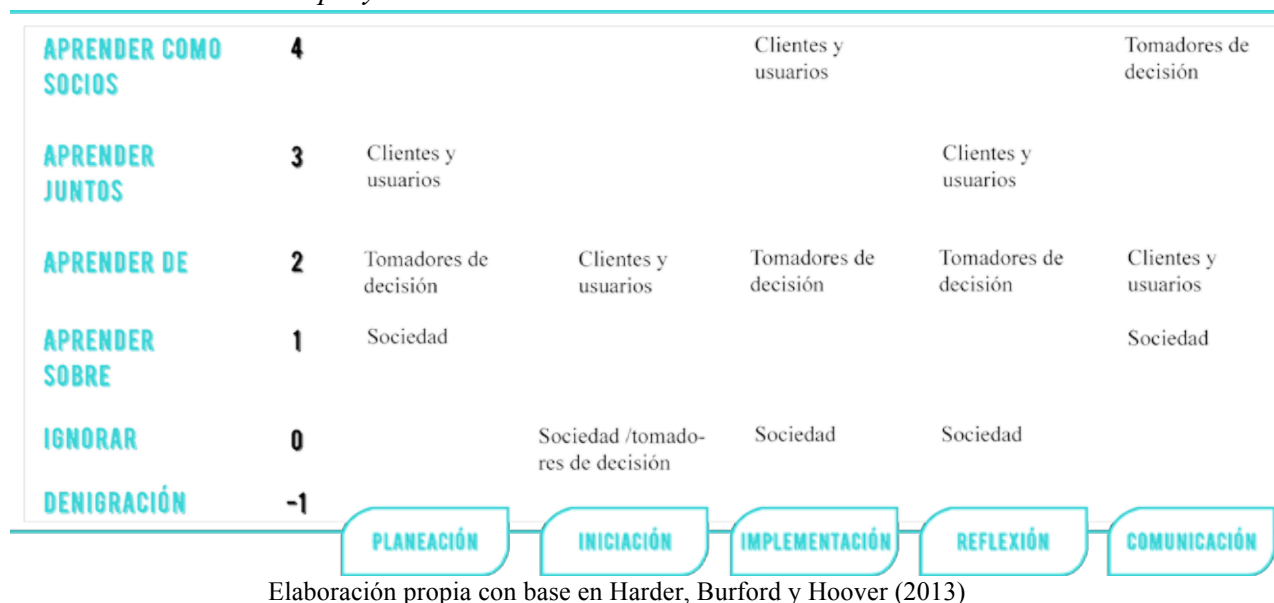 APRENDER COMO SOCIOS 4 Clientes y usuarios Tomadores de decisión
APRENDER JUNTOS 3 Clientes y usuarios Clientes y usuarios
APRENDER DE 2 Tomadores de decisión Clientes y usuarios Tomadores de decisión Tomadores de decisión Clientes y usuarios
APRENDER SOBRE 1 Sociedad Sociedad
IGNORAR 0 Sociedad /tomado-res de decisión Sociedad Sociedad
DENIGRACIÓN -1
PLANEACIÓN INICIACIÓN IMPLEMENTACIÓN REFLEXIÓN COMUNICACIÓN
Elaboración propia con base en Harder, Burford y Hoover (2013)